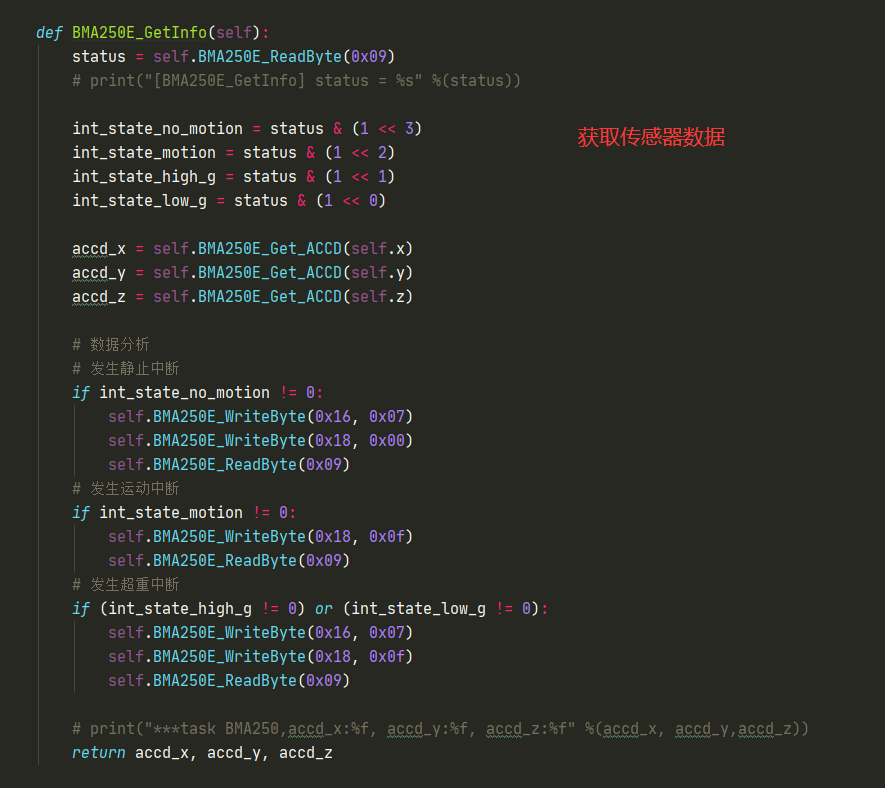 def BMA250E_GetInfo(self):
status = self.BMA250E_ReadByte(0x09)
# print("[BMA250E_GetInfo] status = %s" %(status))
int_state_no_motion = status & (1 << 3)
获取传感器数据
int_state_motion = status & (1 << 2)
int_state_high_g = status & (1 << 1)
int_state_low_g = status & (1 << 0)
accd_x = self.BMA250E_Get_ACCD(self.x)
accd_y = self.BMA250E_Get_ACCD(self.y)
accd_z = self.BMA250E_Get_ACCD(self.z)
# 数据分析
# 发生静止中断
if int_state_no_motion != 0:
self.BMA250E_WriteByte(0x16, 0x07)
self.BMA250E_WriteByte(0x18, 0x00)
self.BMA250E_ReadByte(0x09)
# 发生运动中断
if int_state_motion != 0:
self.BMA250E_WriteByte(0x18, 0x0f)
self.BMA250E_ReadByte(0x09)
# 发生超重中断
if (int_state_high_g != 0) or (int_state_low_g != 0):
self.BMA250E_WriteByte(0x16, 0x07)
self.BMA250E_WriteByte(0x18, 0x0f)
self.BMA250E_ReadByte(0x09)
# print("***task BMA250,accd_x:%f, accd_y:%f, accd_z:%f" %(accd_x, accd_y,accd_z))
return accd_x, accd_y, accd_z